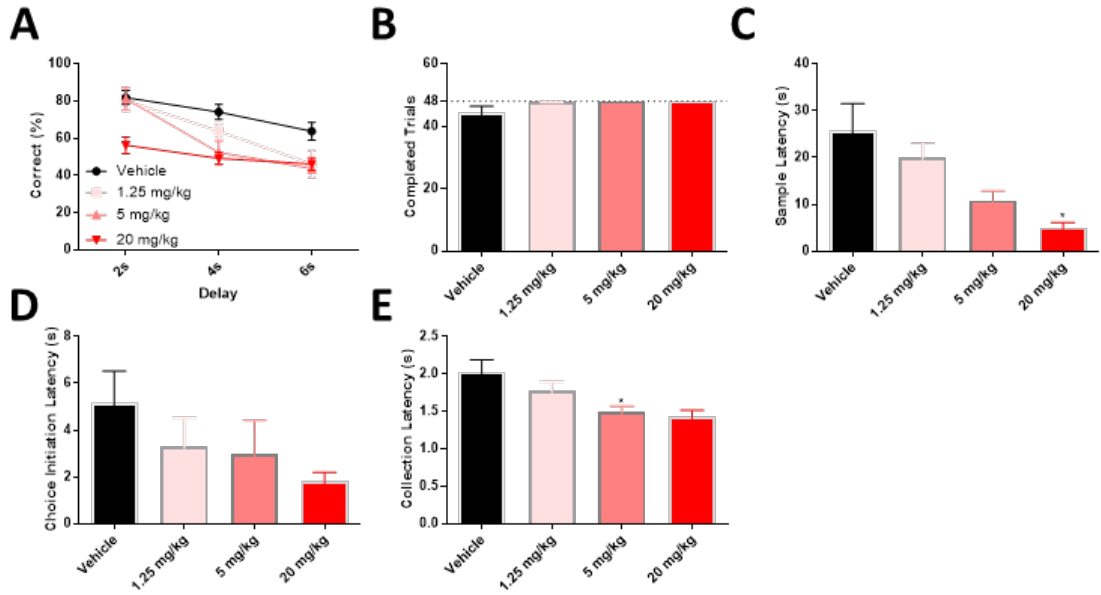 A
100
80
60
40
20
0
Correct (%)
Vehicle
1.25 mg/kg
5 mg/kg
20 mg/kg
2s 4s 6s
Delay
B
60
48
40
20
0
Completed Trials
Vehicle
1.25 mg/kg
5 mg/kg
20 mg/kg
C
40
30
20
10
0
Sample Latency (s)
*
Vehicle
1.25 mg/kg
5 mg/kg
20 mg/kg
D
8
6
4
2
0
Choice Initiation Latency (s)
Vehicle
1.25 mg/kg
5 mg/kg
20 mg/kg
E
2.5
2.0
1.5
1.0
0.5
0.0
Collection Latency (s)
*
Vehicle
1.25 mg/kg
5 mg/kg
20 mg/kg